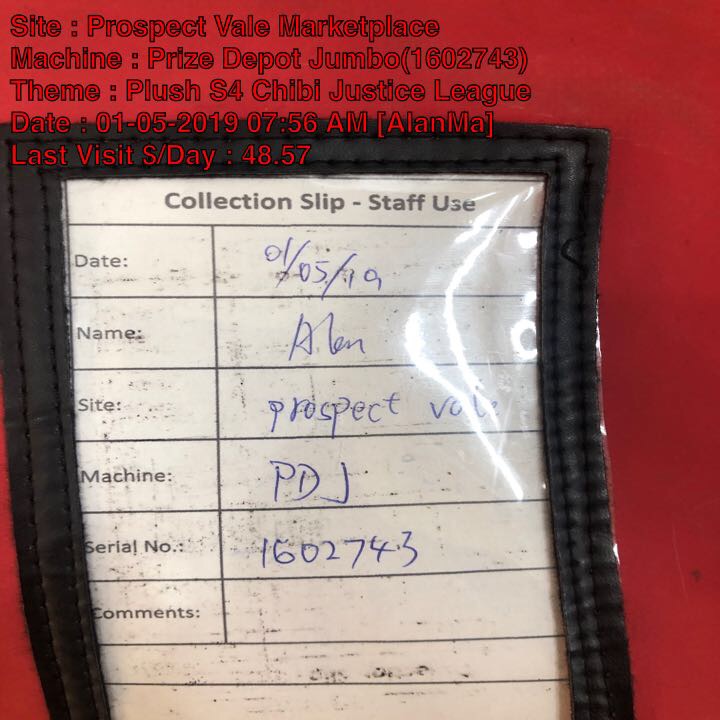 Site : Prospect Vale Marketplace
Machine : Prize Depot Jumbo(1602743)
Theme : Plush S4 Chibi Justice League
Date : 01-05-2019 07:56 AM [AlanMa]
Last Visit $/Day : 48.57
Collection Slip - Staff Use
Date: 01/05/19
Name: Alan
Site: prospect vale
Machine: PDJ
Serial No.: 1602743
Comments: